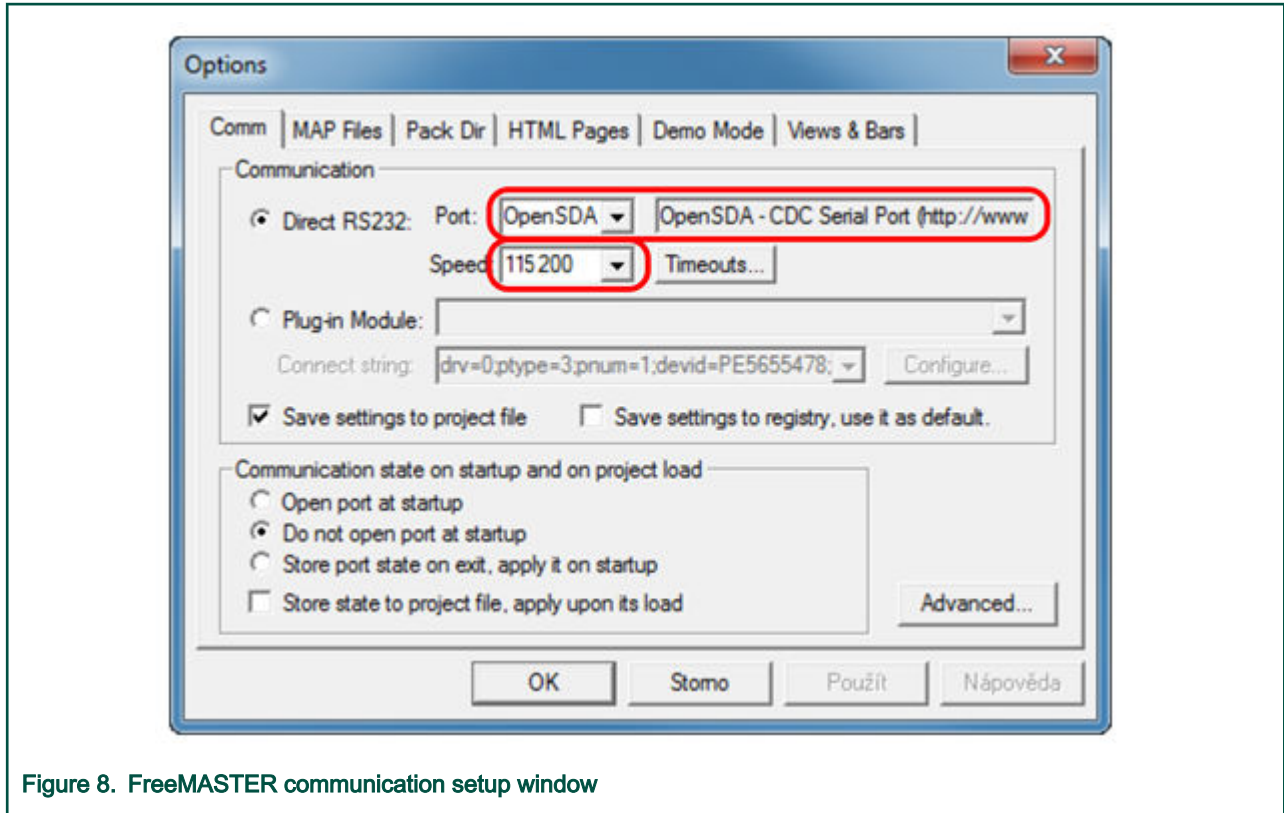 Options
Comm MAP Files Pack Dir HTML Pages Demo Mode Views & Bars
Communication
Direct RS232: Port: OpenSDA OpenSDA - CDC Serial Port (http://www
Speed: 115200 Timeouts...
Plug-in Module:
Connect string: drv=0;ptype=3;pnum=1;devid=PE5655478;
Configure...
Save settings to project file Save settings to registry, use it as default.
Communication state on startup and on project load
Open port at startup
Do not open port at startup
Store port state on exit, apply it on startup
Store state to project file, apply upon its load
Advanced...
OK Storno Použít Nápověda
Figure 8. FreeMASTER communication setup window